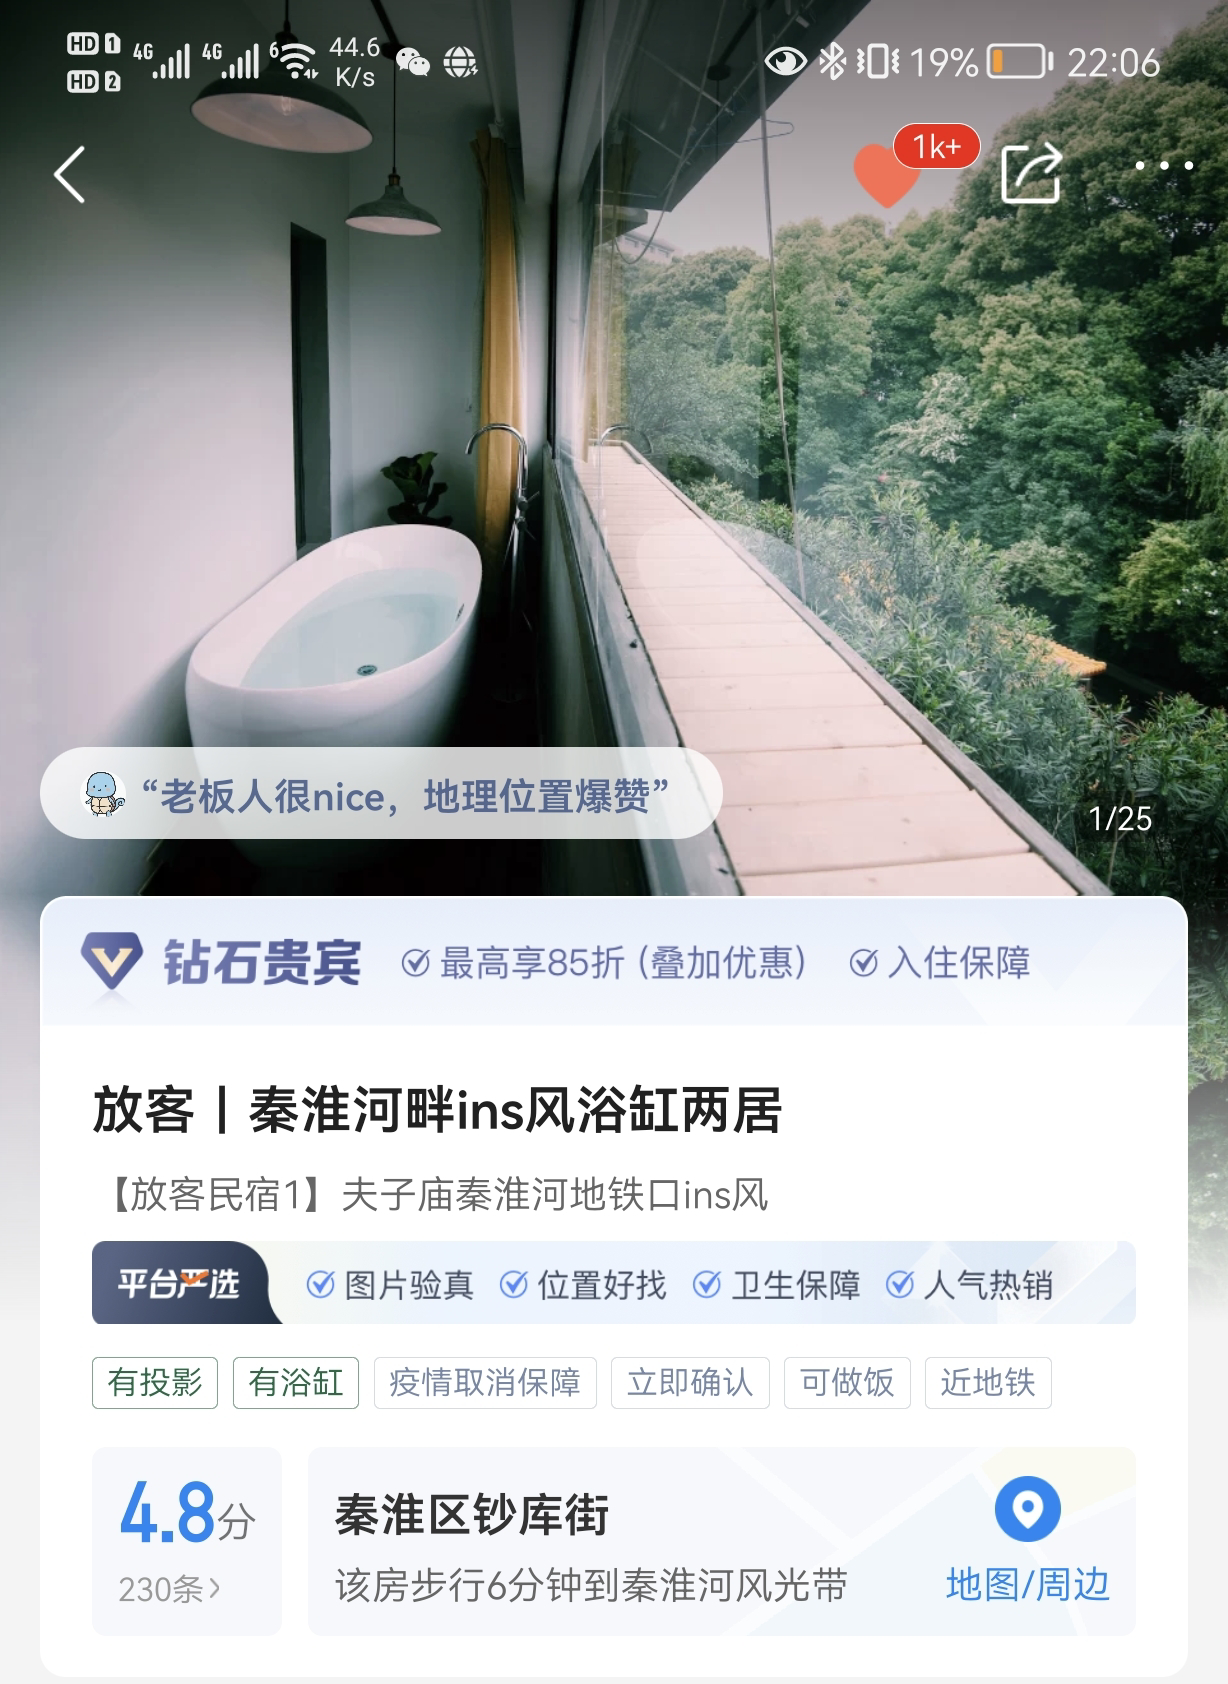 HD 1 4G 4G 6 44.6 K/s 19% 22:06
HD 2
1k+
“老板人很nice，地理位置爆赞”
1/25
钻石贵宾 最高享85折 (叠加优惠) 入住保障
放客丨秦淮河畔ins风浴缸两居
【放客民宿1】夫子庙秦淮河地铁口ins风
平台严选 图片验真 位置好找 卫生保障 人气热销
有投影 有浴缸 疫情取消保障 立即确认 可做饭 近地铁
4.8分
230条>
秦淮区钞库街
该房步行6分钟到秦淮河风光带
地图/周边